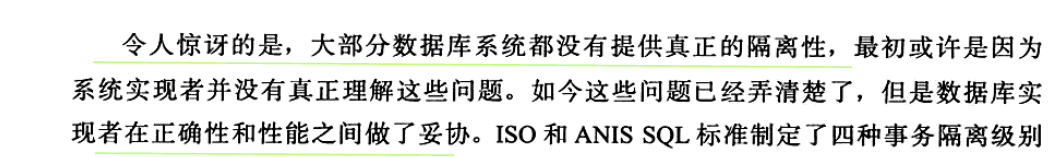 令人惊讶的是，大部分数据库系统都没有提供真正的隔离性，最初或许是因为
系统实现者并没有真正理解这些问题。如今这些问题已经弄清楚了，但是数据库实
现者在正确性和性能之间做了妥协。ISO 和 ANIS SQL 标准制定了四种事务隔离级别